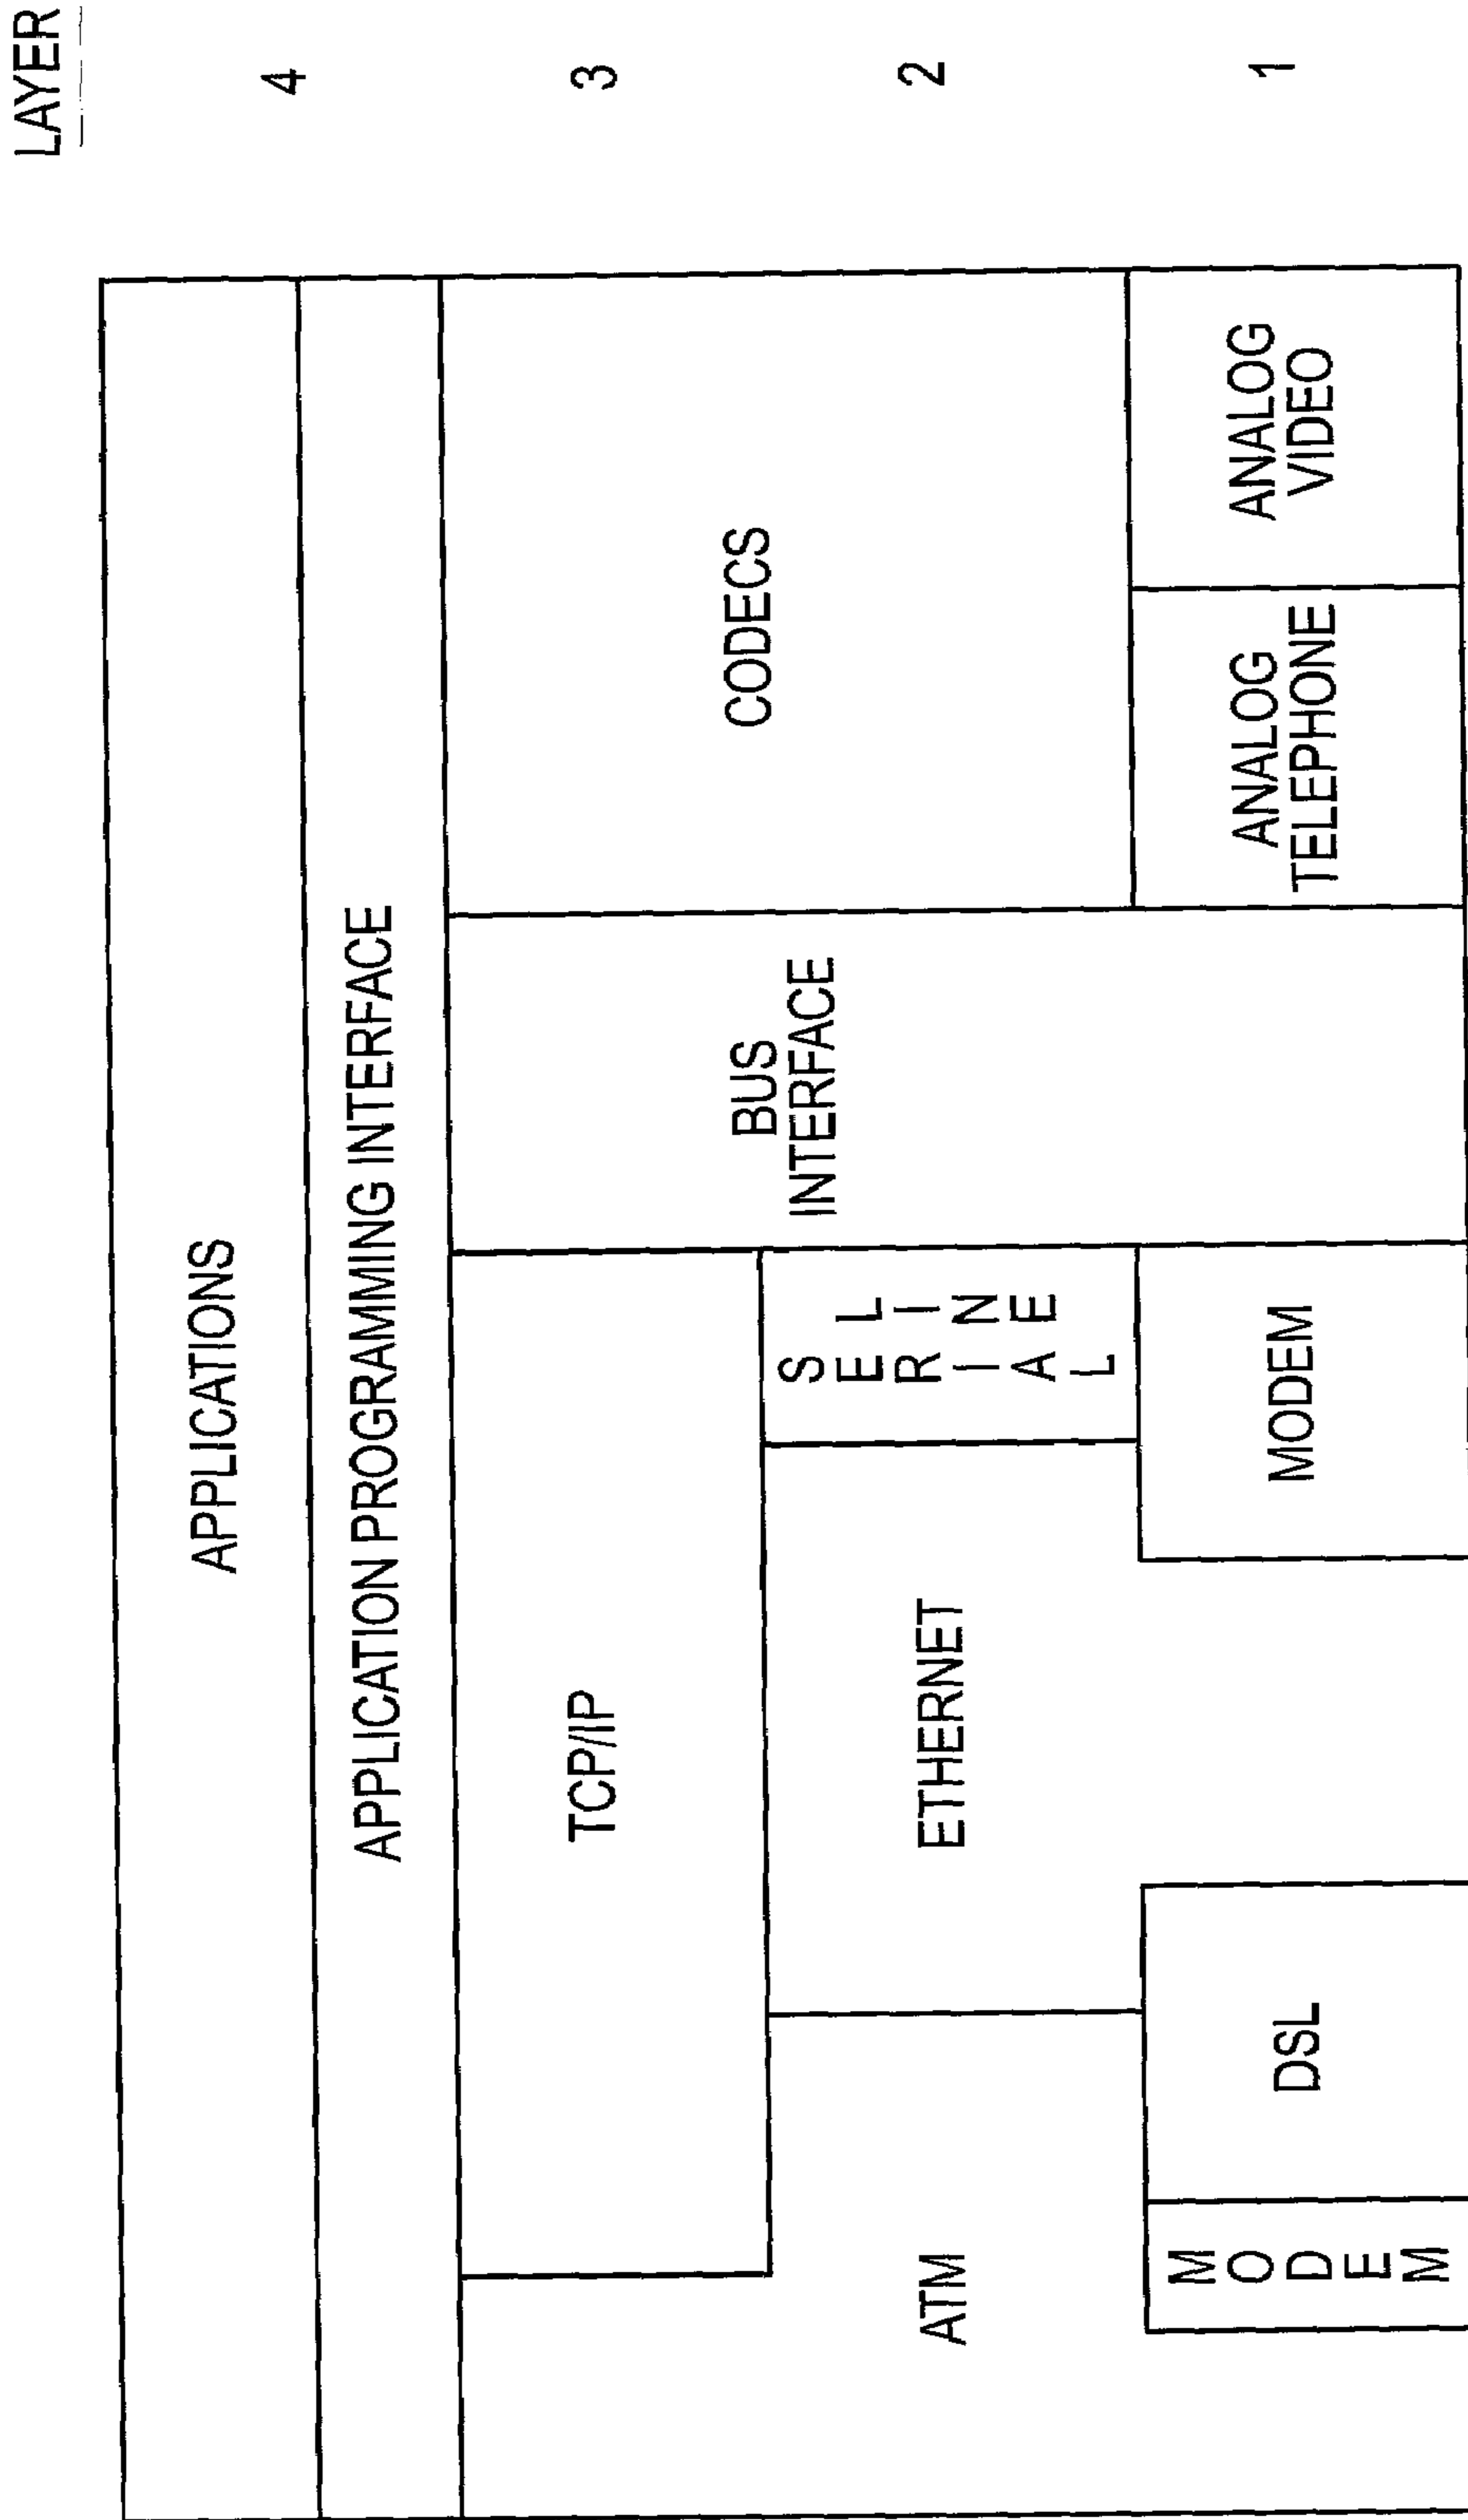 LAYER
APPLICATIONS
4
APPLICATION PROGRAMMING INTERFACE
TCP/IP
BUS
INTERFACE
CODECS
3
ATM
ETHERNET
SERIAL
LINE
2
MODEM
DSL
MODEM
ANALOG
TELEPHONE
ANALOG
VIDEO
1